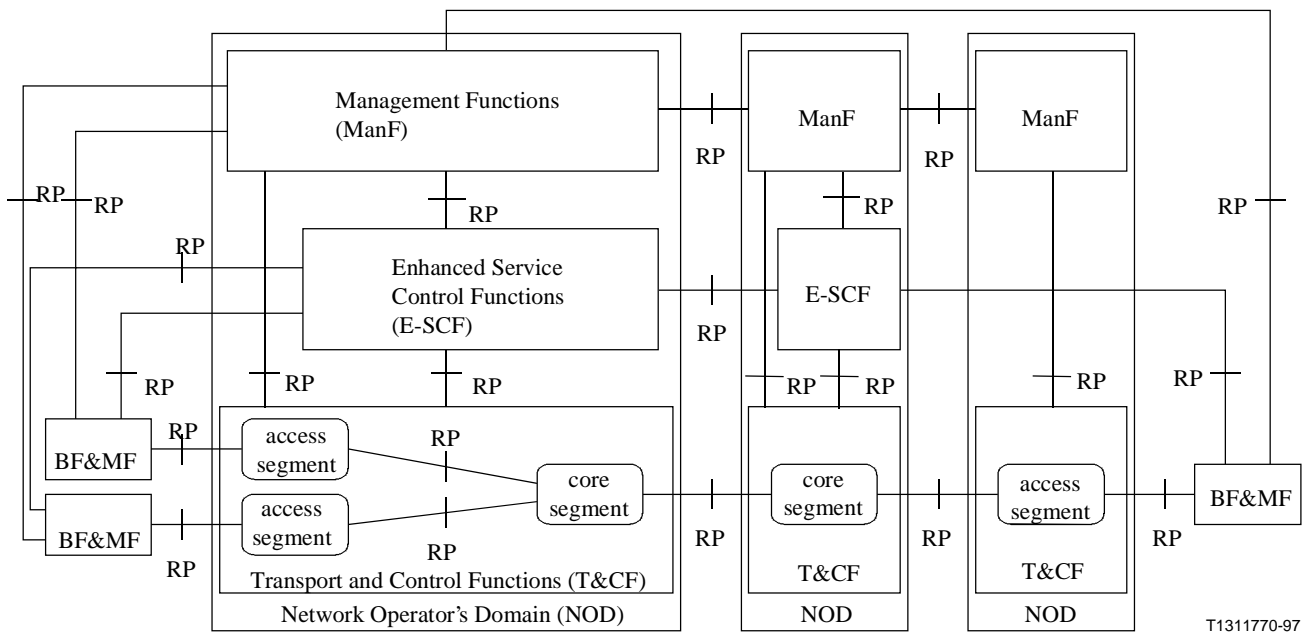 Management Functions
(ManF)
ManF
ManF
RP
RP
RP
RP
RP
RP
RP
RP
Enhanced Service
Control Functions
(E-SCF)
E-SCF
RP
RP
RP
RP
RP
RP
RP
RP
RP
access
segment
RP
RP
BF&MF
core
segment
core
segment
access
segment
BF&MF
access
segment
BF&MF
RP
RP
RP
RP
RP
Transport and Control Functions (T&CF)
T&CF
T&CF
Network Operator's Domain (NOD)
NOD
NOD
T1311770-97